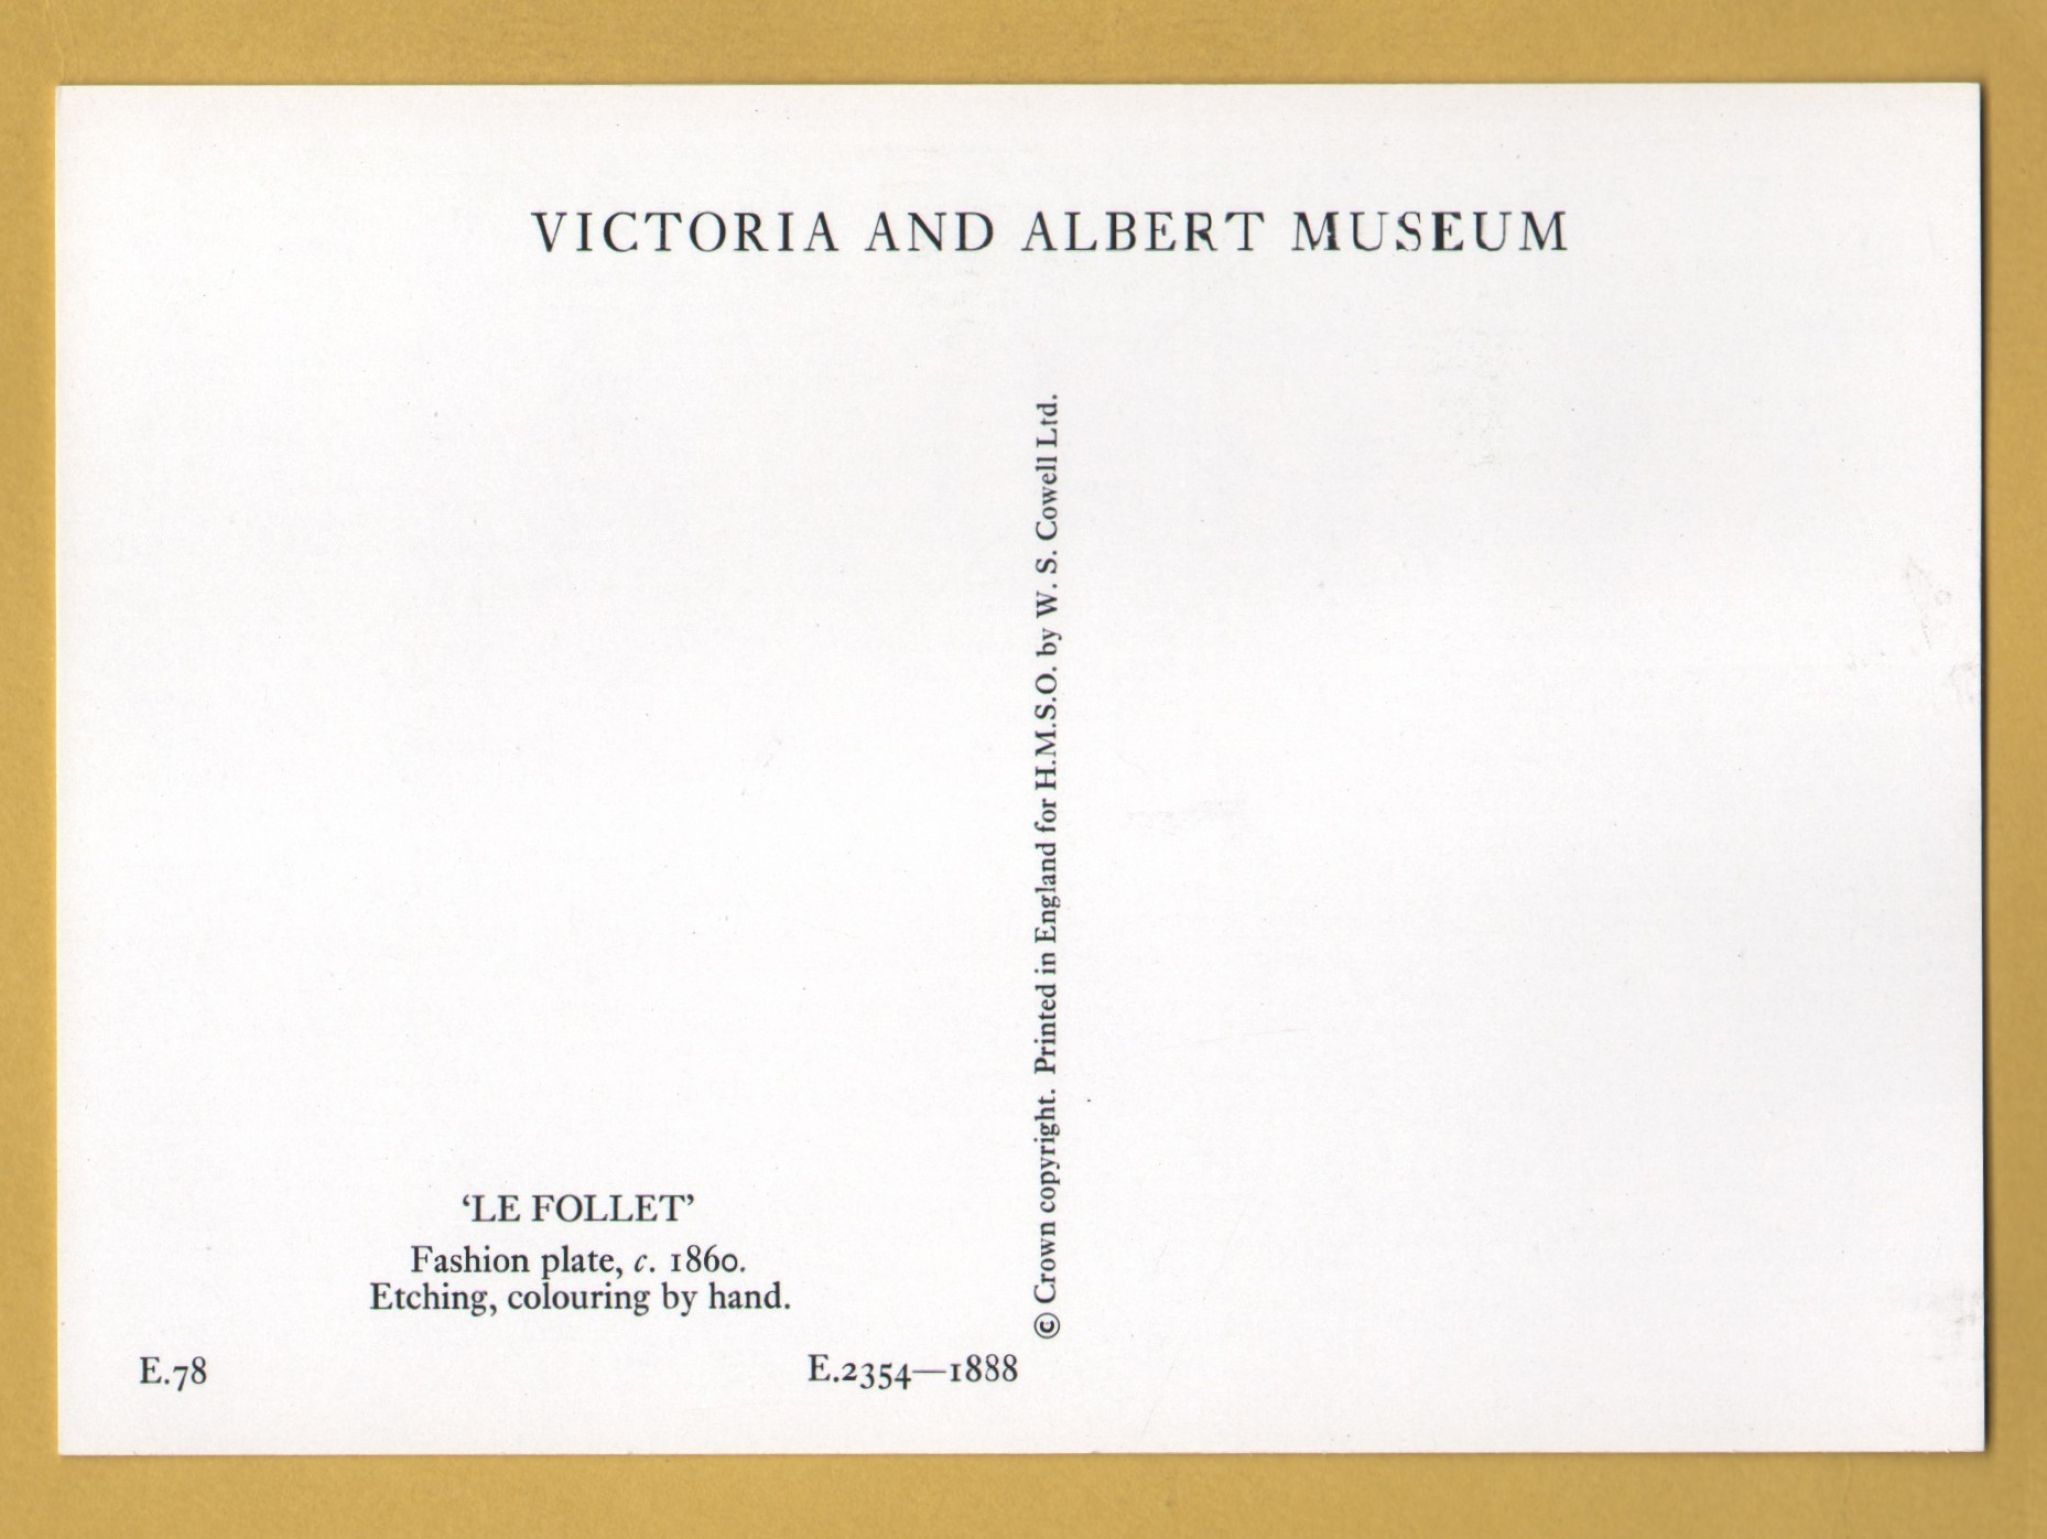 VICTORIA AND ALBERT MUSEUM
© Crown copyright. Printed in England for H.M.S.O. by W. S. Cowell Ltd.
‘LE FOLLET’
Fashion plate, c. 1860.
Etching, colouring by hand.
E.78
E.2354—1888